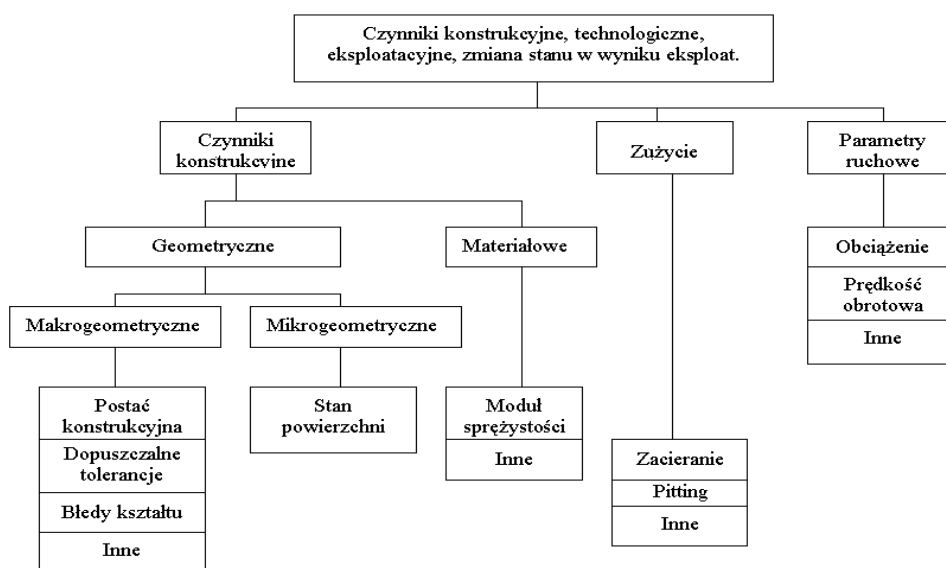 Czynniki konstrukcyjne, technologiczne,
eksploatacyjne, zmiana stanu w wyniku eksploat.
Czynniki
konstrukcyjne
Zużycie
Parametry
ruchowe
Geometryczne
Materiałowe
Obciążenie
Prędkość
obrotowa
Inne
Makrogeometryczne
Mikrogeometryczne
Postać
konstrukcyjna
Dopuszczalne
tolerancje
Błedy kształtu
Inne
Stan
powierzchni
Moduł
sprężystości
Inne
Zacieranie
Pitting
Inne